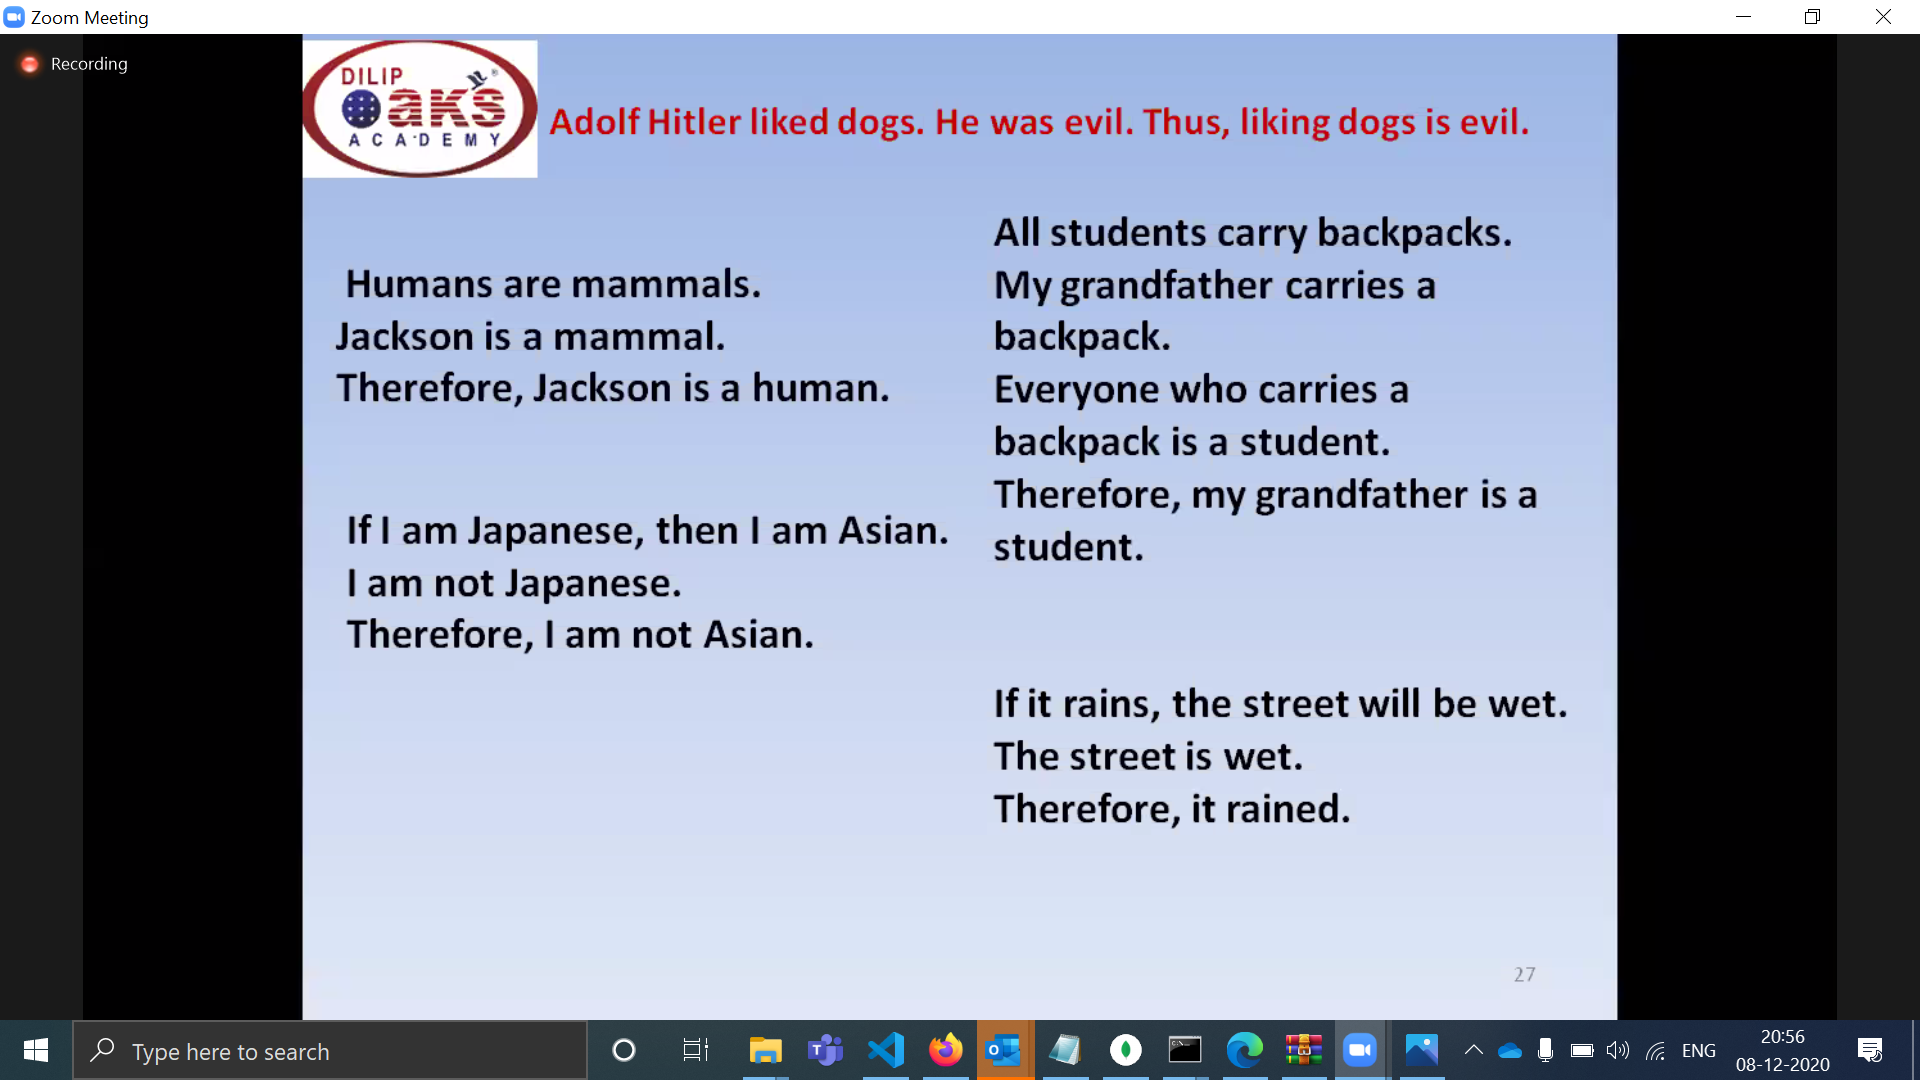 Zoom Meeting
Recording
DILIP
oaks
ACADEMY
Adolf Hitler liked dogs. He was evil. Thus, liking dogs is evil.
Humans are mammals.
Jackson is a mammal.
Therefore, Jackson is a human.
If I am Japanese, then I am Asian.
I am not Japanese.
Therefore, I am not Asian.
All students carry backpacks.
My grandfather carries a
backpack.
Everyone who carries a
backpack is a student.
Therefore, my grandfather is a
student.
If it rains, the street will be wet.
The street is wet.
Therefore, it rained.
27
Type here to search
ENG
20:56
08-12-2020